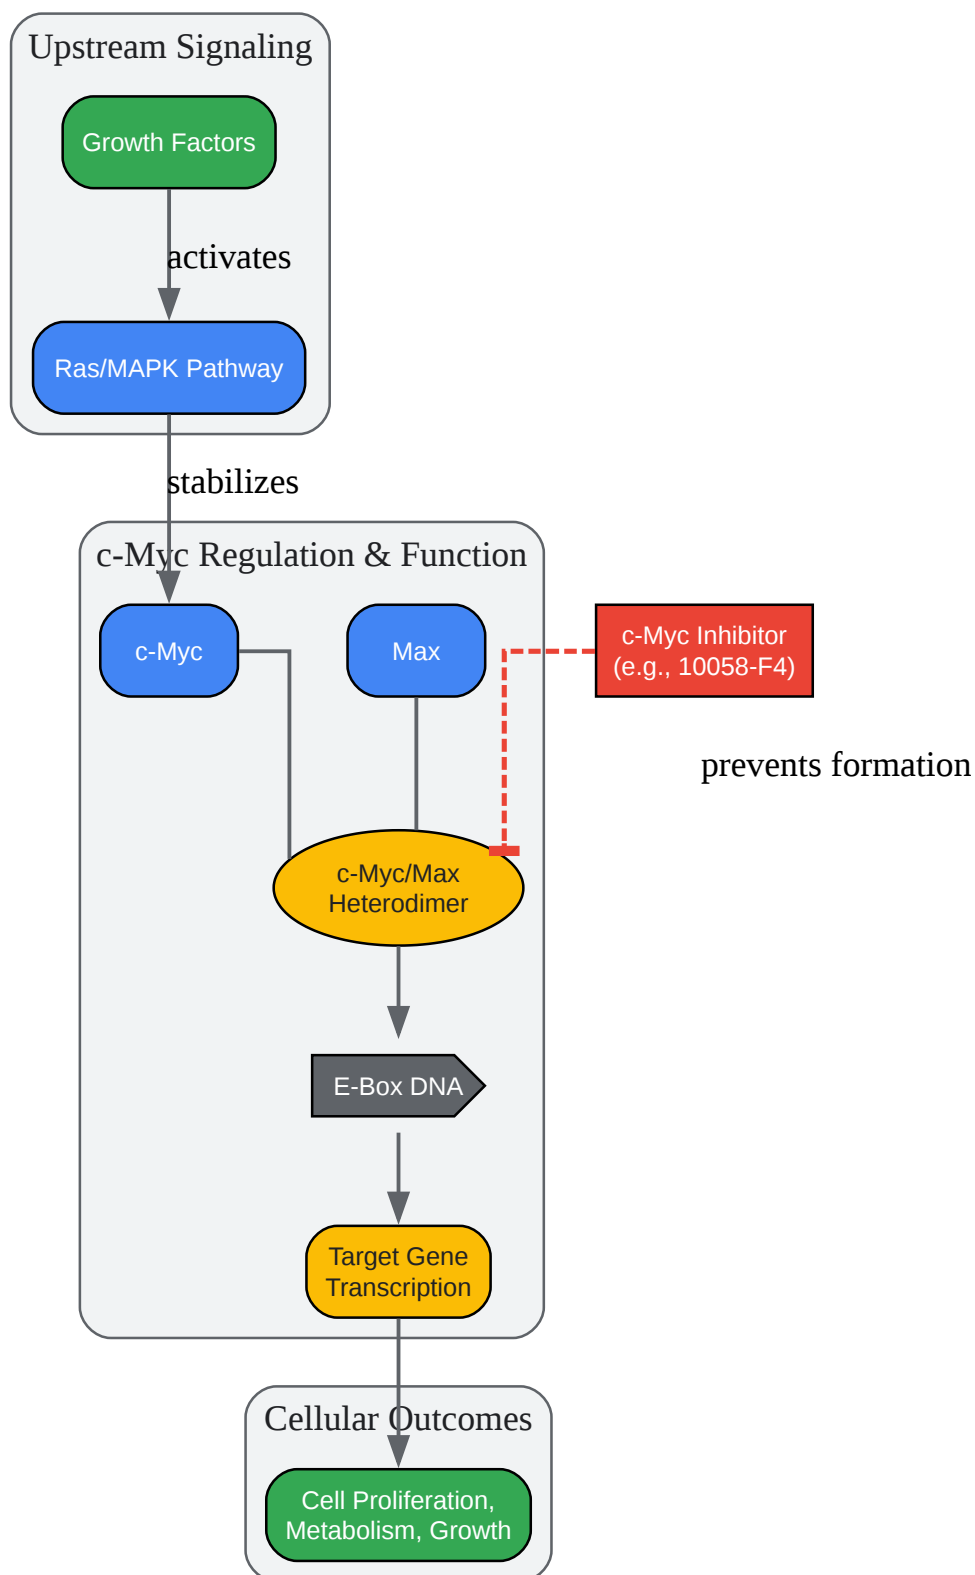 Upstream Signaling
Growth Factors
activates
Ras/MAPK Pathway
stabilizes
c-Myc Regulation & Function
c-Myc
Max
c-Myc Inhibitor
(e.g., 10058-F4)
prevents formation
c-Myc/Max
Heterodimer
E-Box DNA
Target Gene
Transcription
Cellular Outcomes
Cell Proliferation,
Metabolism, Growth